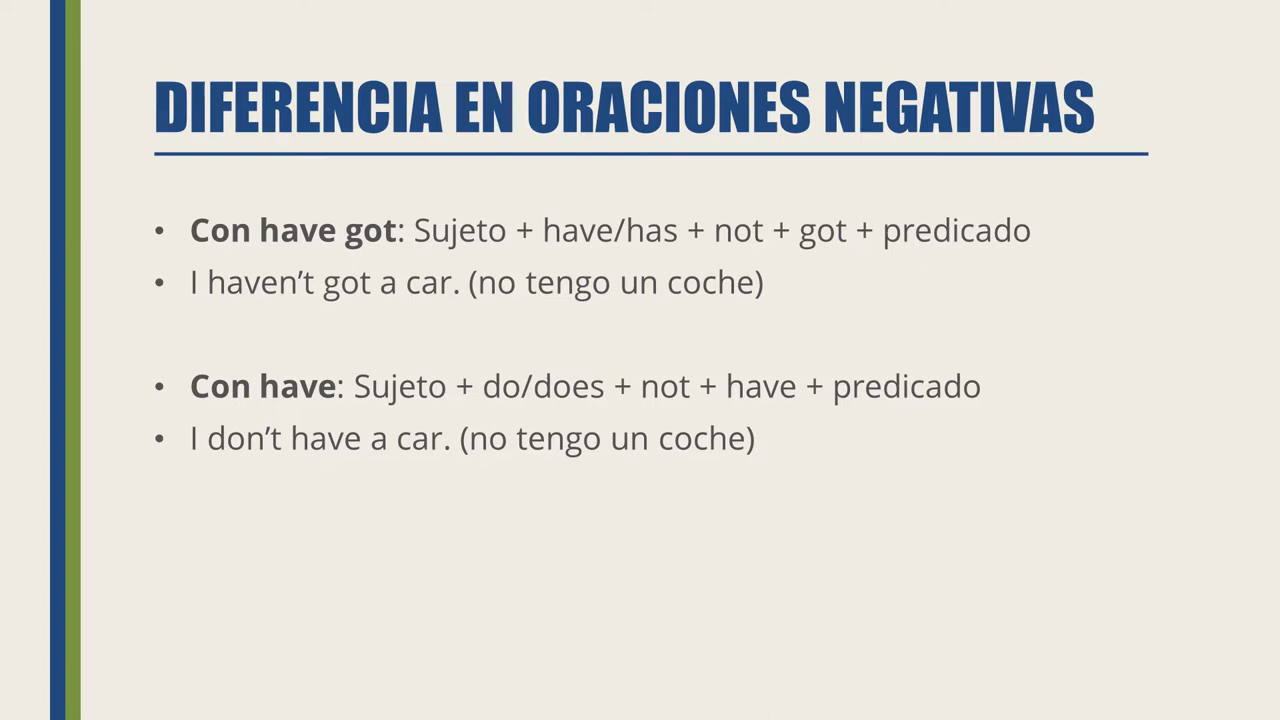 DIFERENCIA EN ORACIONES NEGATIVAS
• Con have got: Sujeto + have/has + not + got + predicado
• I haven’t got a car. (no tengo un coche)
• Con have: Sujeto + do/does + not + have + predicado
• I don’t have a car. (no tengo un coche)